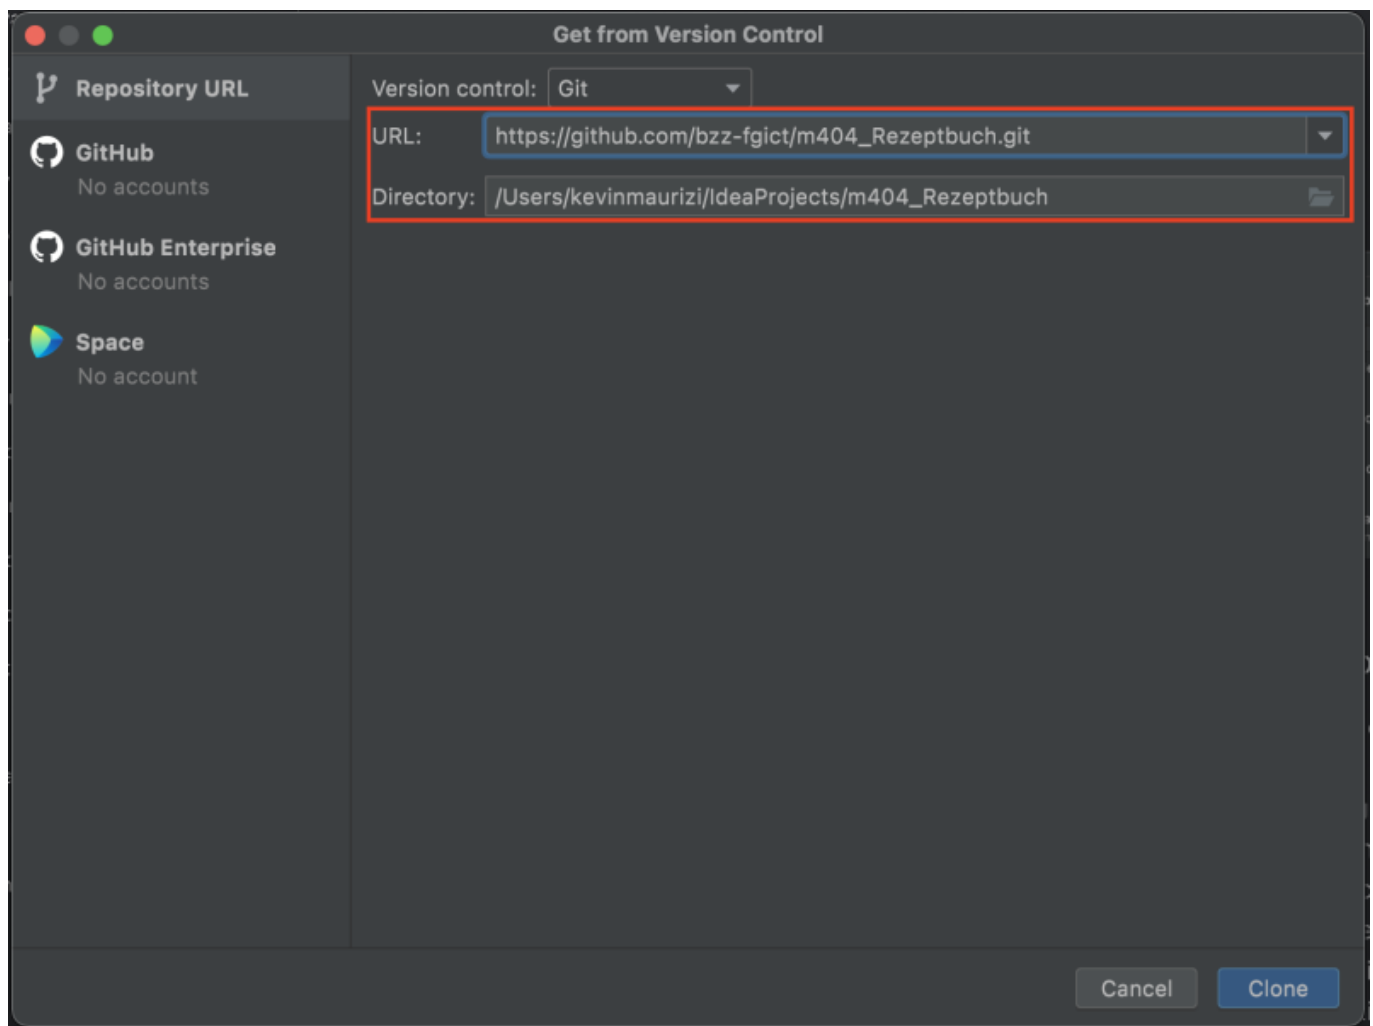 Get from Version Control
Repository URL
GitHub
No accounts
GitHub Enterprise
No accounts
Space
No account
Version control: Git
URL: https://github.com/bzz-fgict/m404_Rezeptbuch.git
Directory: /Users/kevinmaurizi/IdeaProjects/m404_Rezeptbuch
Cancel Clone